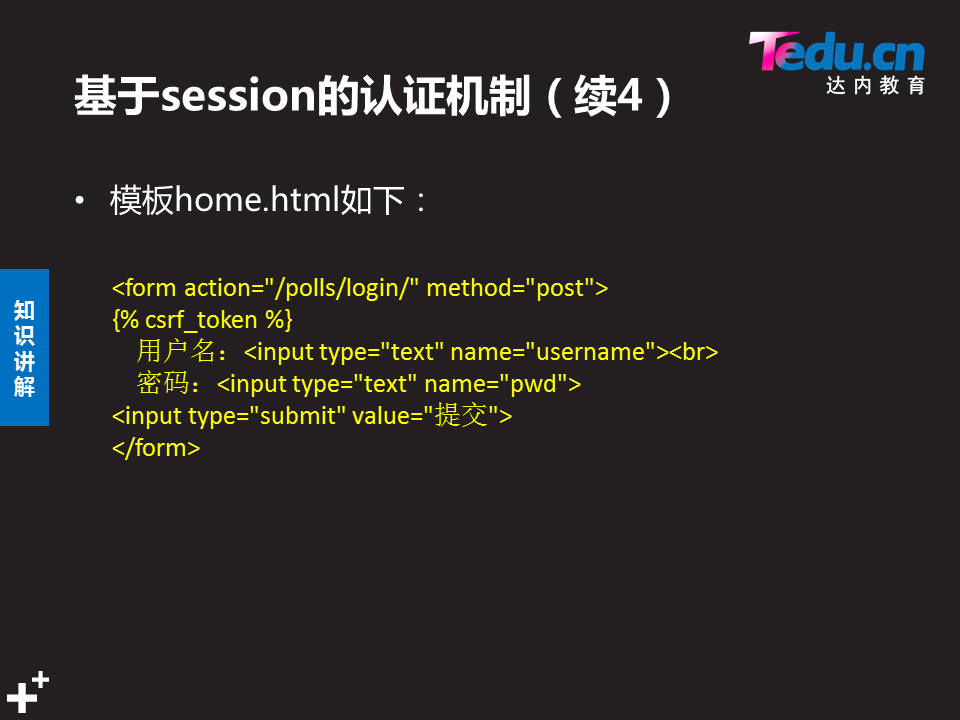 Tedu.cn
达内教育
基于session的认证机制（续4）
• 模板home.html如下：
知识讲解
<form action="/polls/login/" method="post">
{% csrf_token %}
用户名：<input type="text" name="username"><br>
密码：<input type="text" name="pwd">
<input type="submit" value="提交">
</form>